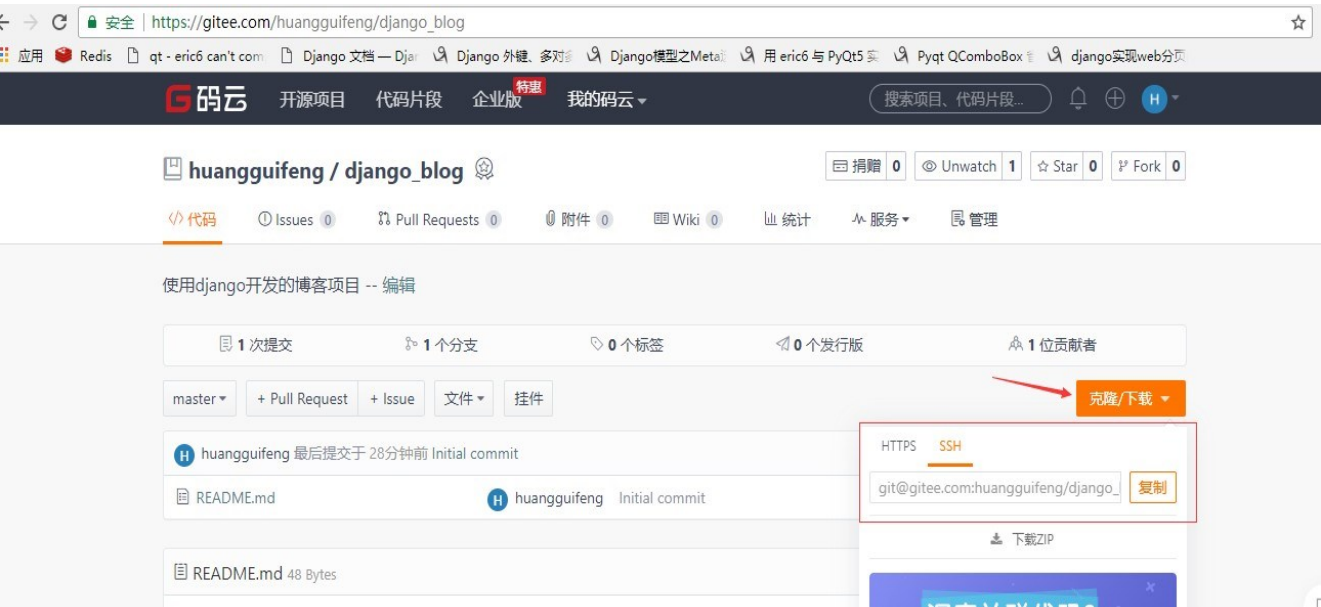 安全 | https://gitee.com/huangguifeng/django_blog
应用 Redis qt - eric6 can't com Django 文档 — Djar Django 外键、多对 Django模型之Meta 用 eric6 与 PyQt5 实 Pyqt QComboBox django实现web分页
G 码云 开源项目 代码片段 企业版 特惠 我的码云 搜索项目、代码片段... H
huangguifeng / django_blog 捐赠 0 Unwatch 1 Star 0 Fork 0
代码 Issues 0 Pull Requests 0 附件 0 Wiki 0 统计 服务 管理
使用django开发的博客项目 -- 编辑
1 次提交 1 个分支 0 个标签 0 个发行版 1 位贡献者
master + Pull Request + Issue 文件 挂件 克隆/下载
H huangguifeng 最后提交于 28分钟前 Initial commit HTTPS SSH
git@gitee.com:huangguifeng/django_ 复制
README.md H huangguifeng Initial commit
下载ZIP
README.md 48 Bytes